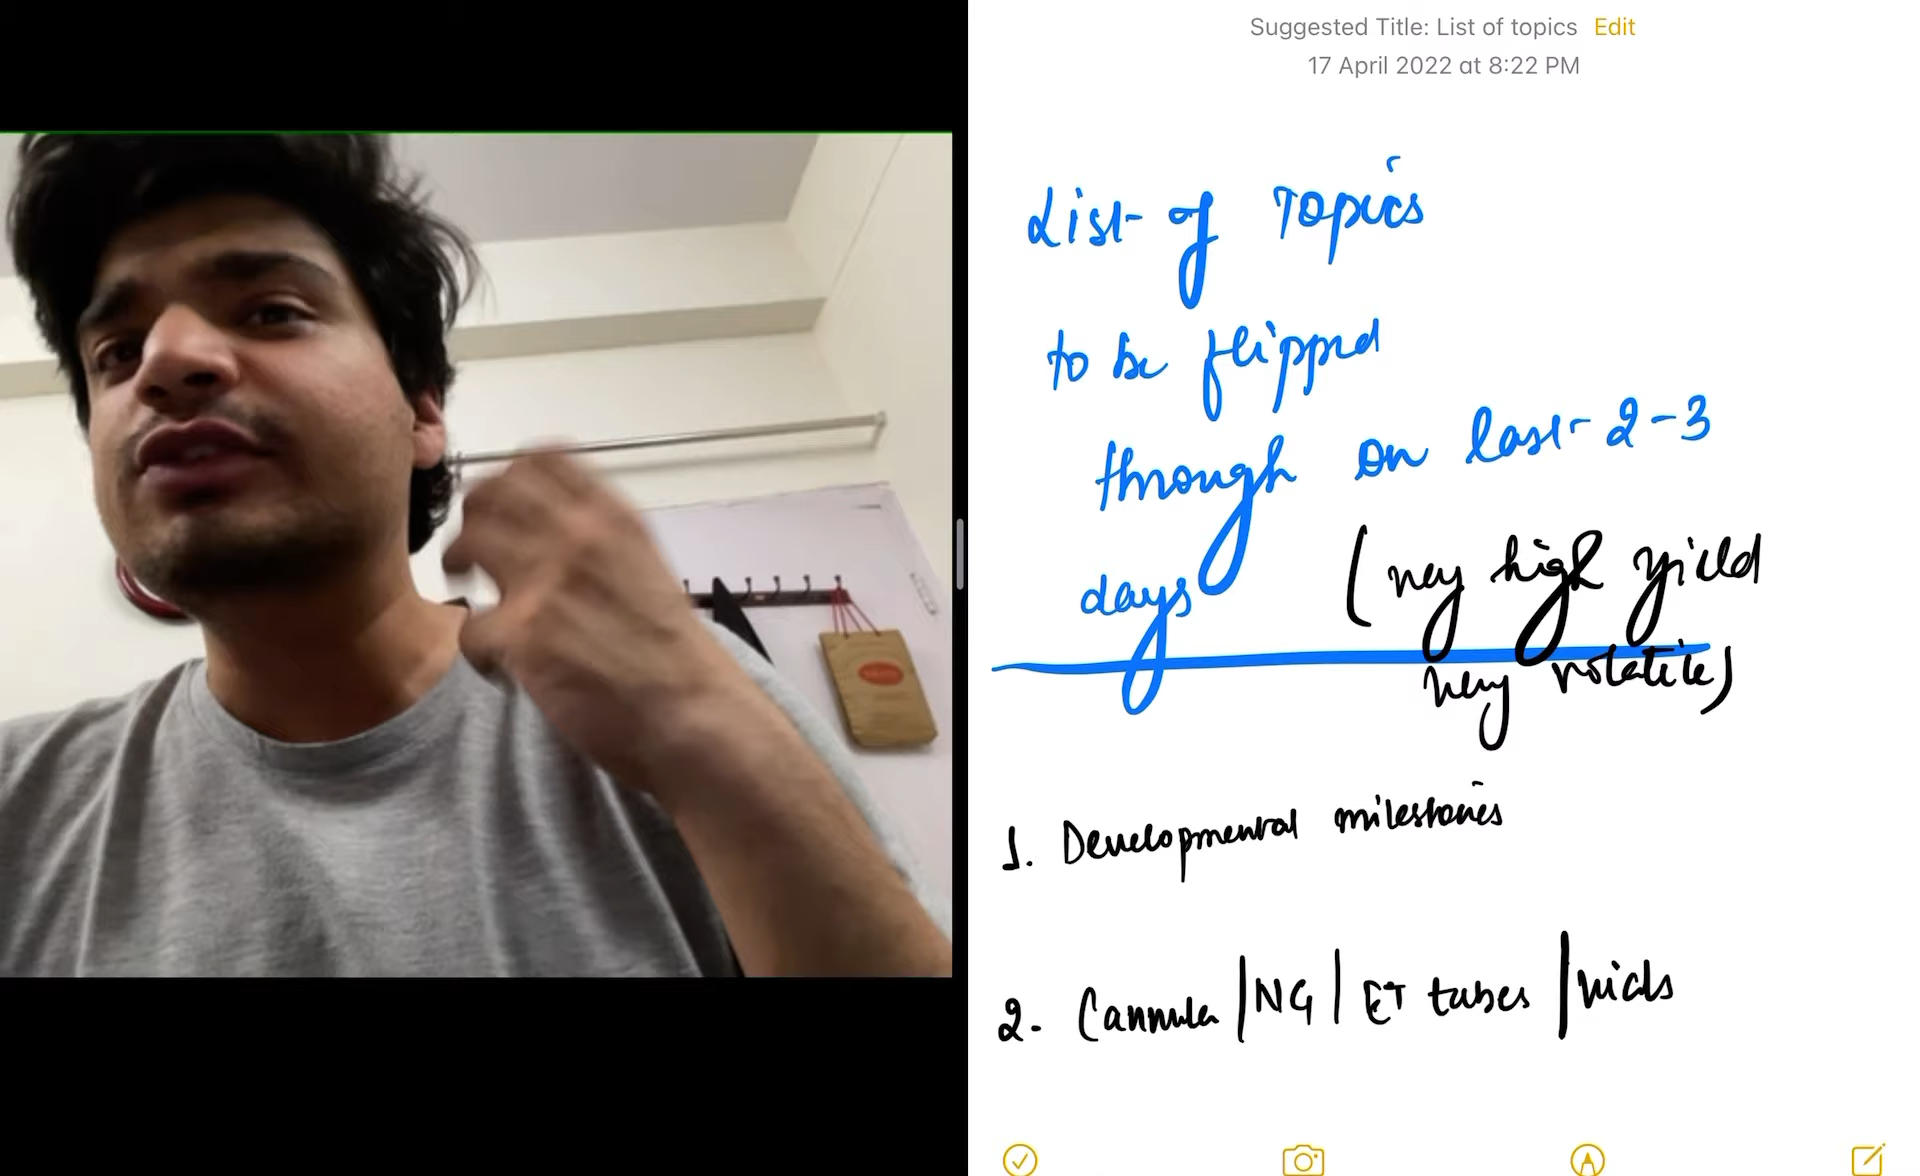 Suggested Title: List of topics Edit
17 April 2022 at 8:22 PM
List of Topics
to be flipped
through on last 2-3
days (very high yield
very volatile)
1. Developmental milestones
2. Cannula / NG / ET tubes /